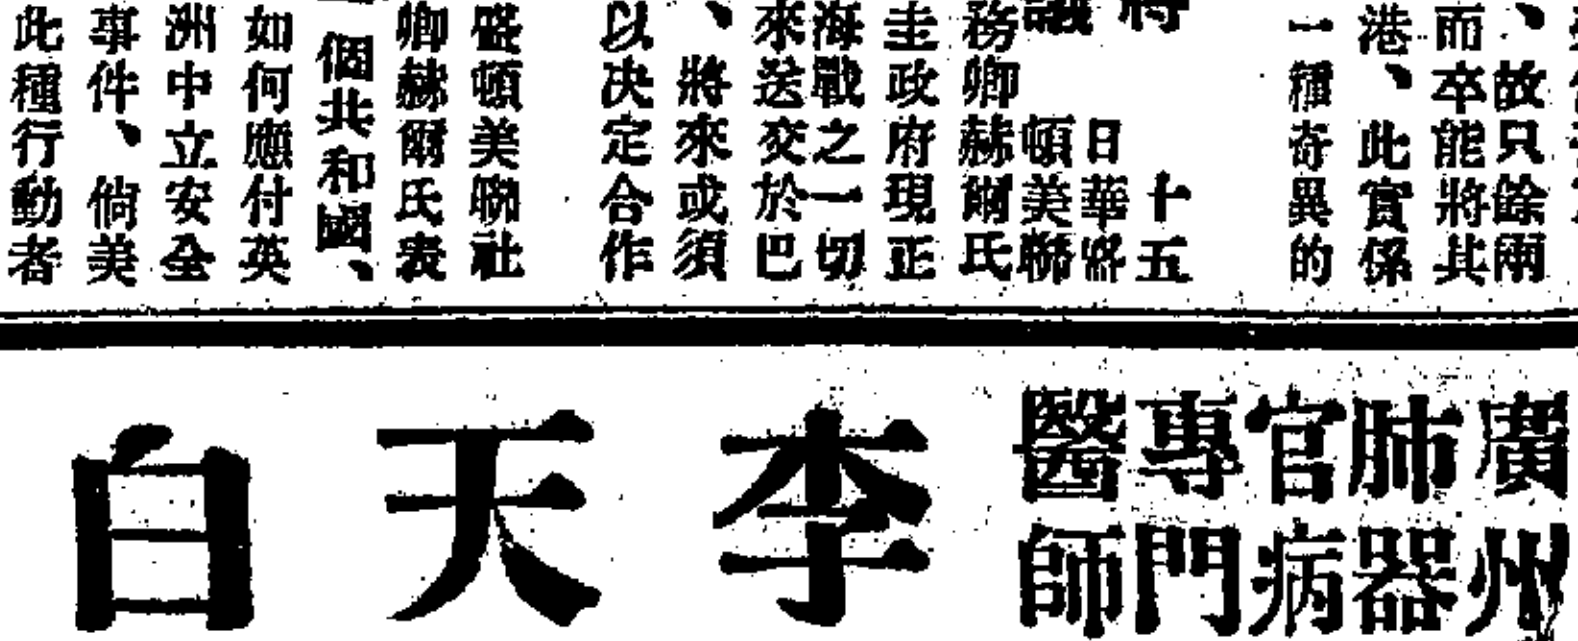 、故只餘兩
而卒能將其
港、此實係
一種奇異的
將
十五
日華盛
頓美聯
務卿赫爾氏
圭政府現正
海戰之一切
來送交於巴
、將來或須
以决定合作
盛頓美聯社
卿赫爾氏表
個共和國、
如何應付英
洲中立安全
事件、倘美
此種行動者
廣州
肺器
官病
專門
醫師
李天白